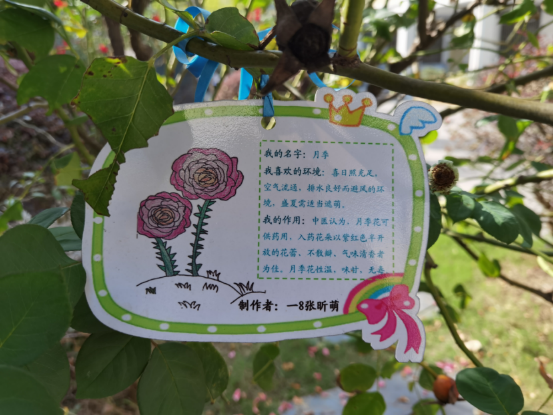 我的名字：月季
我喜欢的环境：喜日照充足，
空气流通，排水良好而避风的环
境，盛夏需适当遮荫。
我的作用：中医认为，月季花可
供药用。入药花朵以紫红色半开
放的花蕾、不散瓣、气味清香者
为佳。月季花性温、味甘、无毒
制作者：一8张昕萌